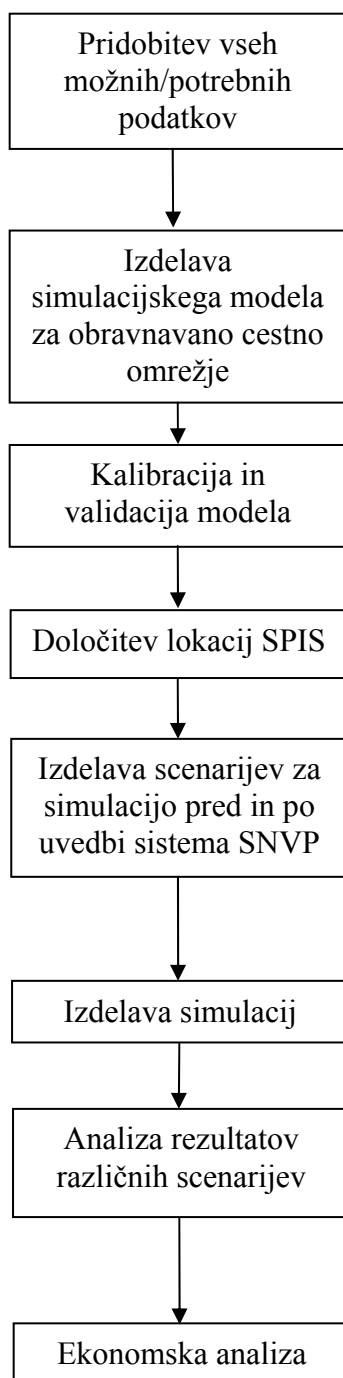 Pridobitev vseh
možnih/potrebnih
podatkov
Izdelava
simulacijskega modela
za obravnavano cestno
omrežje
Kalibracija in
validacija modela
Določitev lokacij SPIS
Izdelava scenarijev za
simulacijo pred in po
uvedbi sistema SNVP
Izdelava simulacij
Analiza rezultatov
različnih scenarijev
Ekonomska analiza